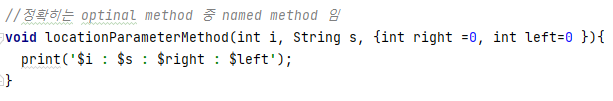 //정확히는 optinal method 중 named method 임
void locationParameterMethod(int i, String s, {int right =0, int left=0 }){
  print('$i : $s : $right : $left');
}